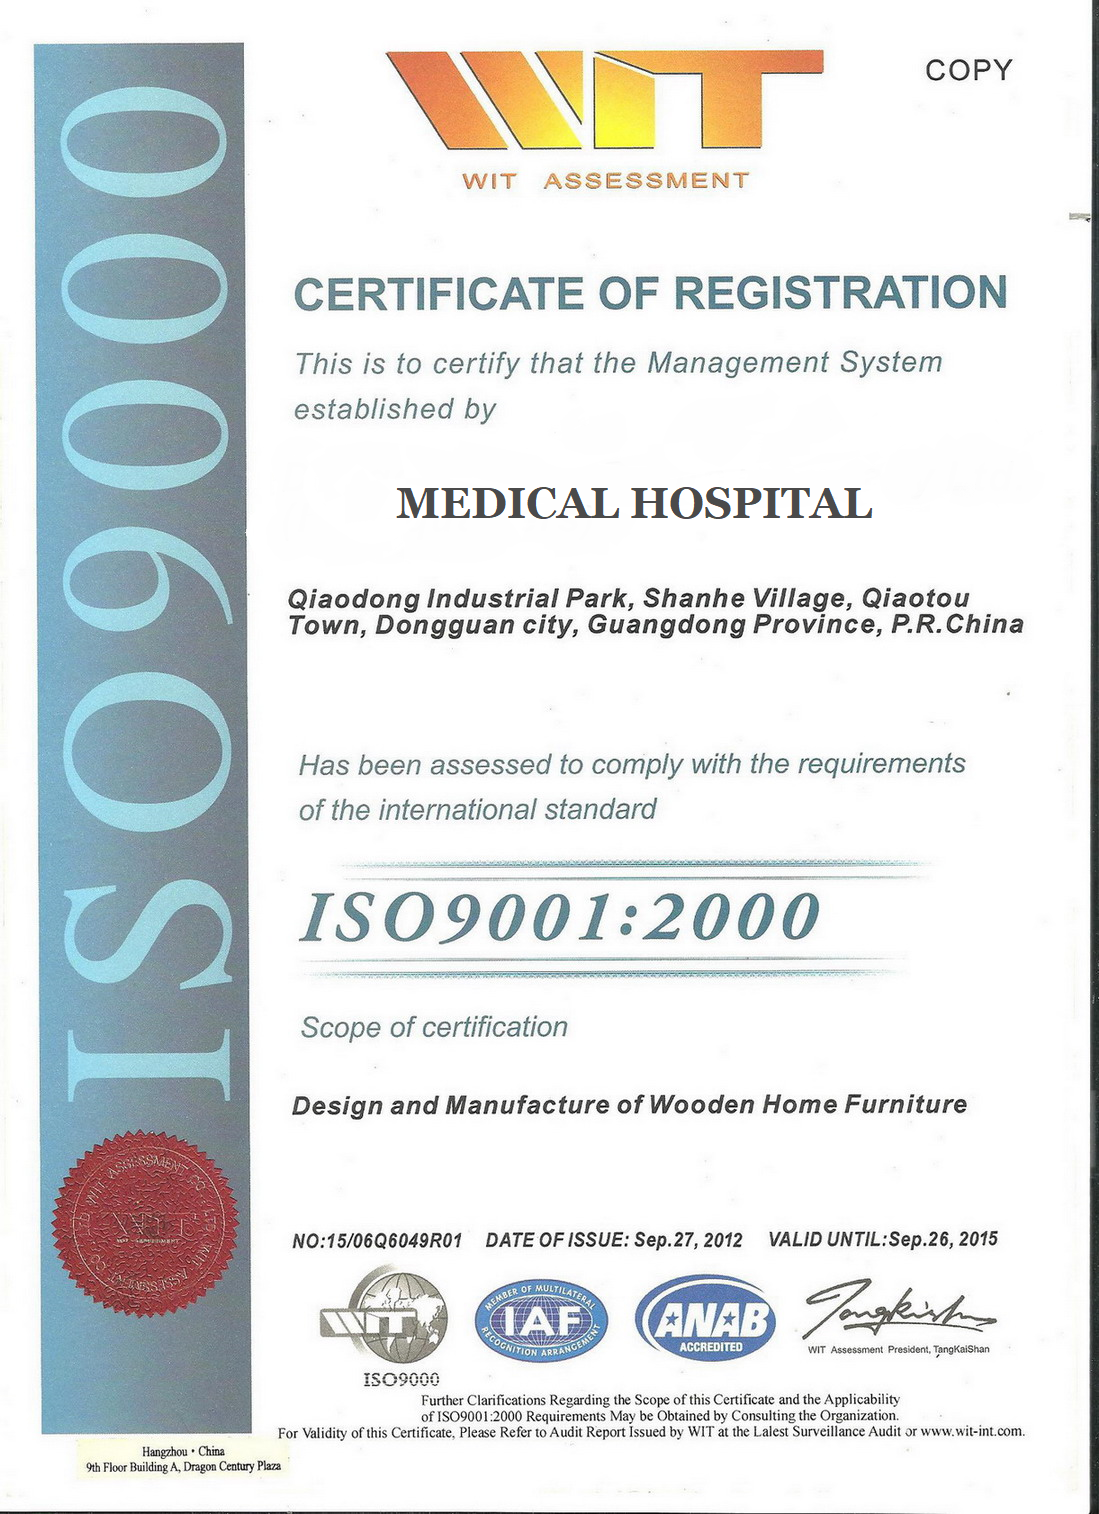 COPY
WIT
WIT ASSESSMENT
ISO9000
CERTIFICATE OF REGISTRATION
This is to certify that the Management System
established by
MEDICAL HOSPITAL
Qiaodong Industrial Park, Shanhe Village, Qiaotou
Town, Dongguan city, Guangdong Province, P.R.China
Has been assessed to comply with the requirements
of the international standard
ISO9001:2000
Scope of certification
Design and Manufacture of Wooden Home Furniture
WIT ASSESSMENT CO., LTD.
WIT
WIT ASSESSMENT
NO:15/06Q6049R01 DATE OF ISSUE: Sep.27, 2012 VALID UNTIL:Sep.26, 2015
WIT
ISO9000
MEMBER OF MULTILATERAL
IAF
RECOGNITION ARRANGEMENT
ANAB
ACCREDITED
WIT Assessment President, TangKaiShan
Further Clarifications Regarding the Scope of this Certificate and the Applicability
of ISO9001:2000 Requirements May be Obtained by Consulting the Organization.
For Validity of this Certificate, Please Refer to Audit Report Issued by WIT at the Lalest Surveillance Audit or www.wit-int.com.
Hangzhou · China
9th Floor Building A, Dragon Century Plaza